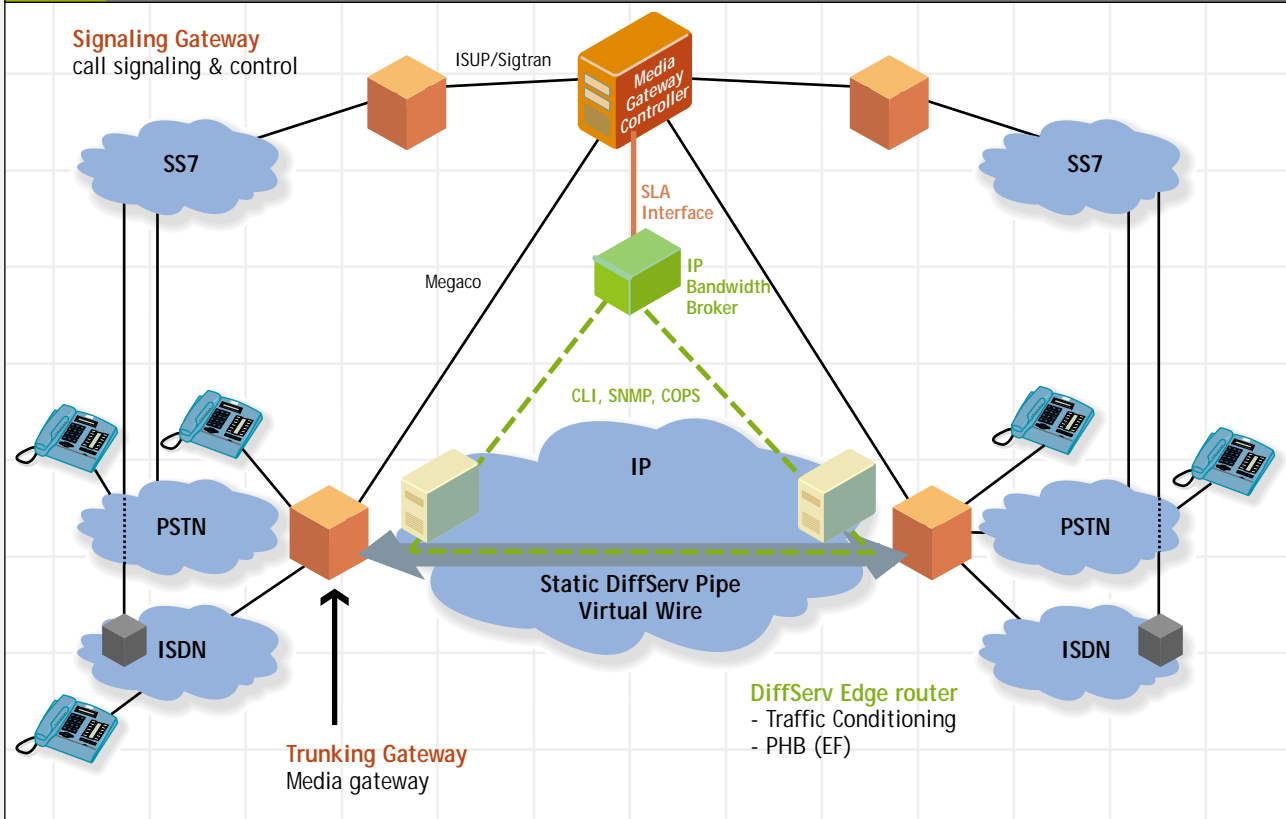 Signaling Gateway
call signaling & control
ISUP/Sigtran
Media
Gateway
Controller
SS7
SS7
SLA
Interface
Megaco
IP
Bandwidth
Broker
CLI, SNMP, COPS
IP
PSTN
PSTN
Static DiffServ Pipe
Virtual Wire
ISDN
ISDN
DiffServ Edge router
- Traffic Conditioning
- PHB (EF)
Trunking Gateway
Media gateway